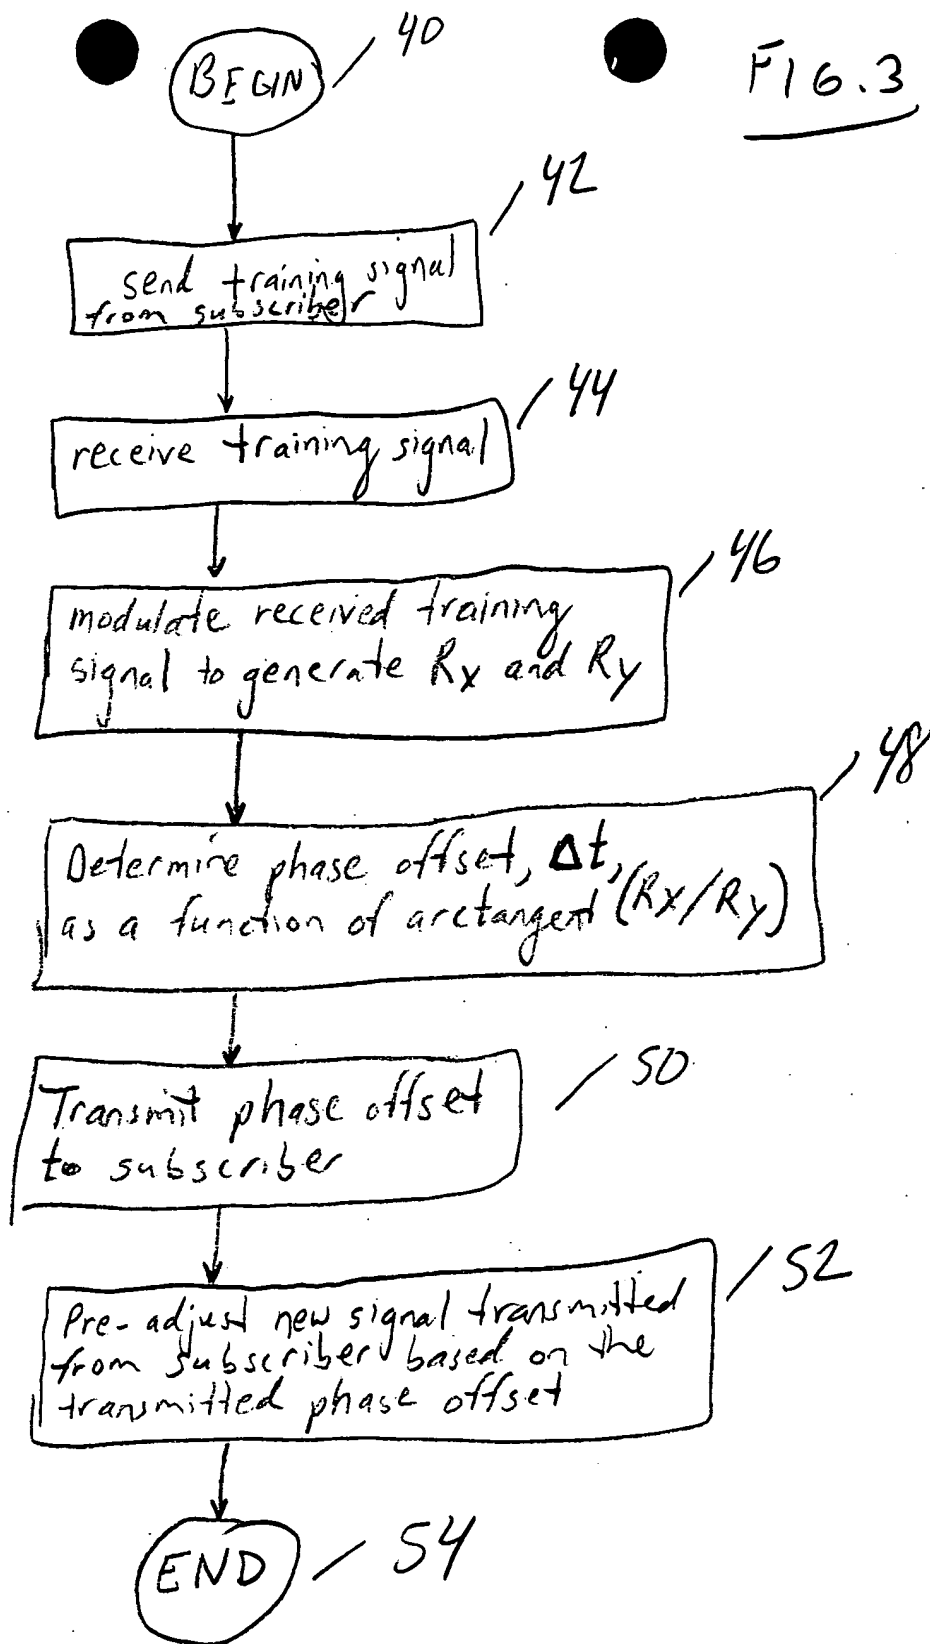 BEGIN
40
FIG.3
42
send training signal
from subscriber
44
receive training signal
46
modulate received training
signal to generate Rx and Ry
48
Determine phase offset, Δt,
as a function of arctangent (Rx/Ry)
50
Transmit phase offset
to subscriber
52
Pre-adjust new signal transmitted
from subscriber based on the
transmitted phase offset
END
54